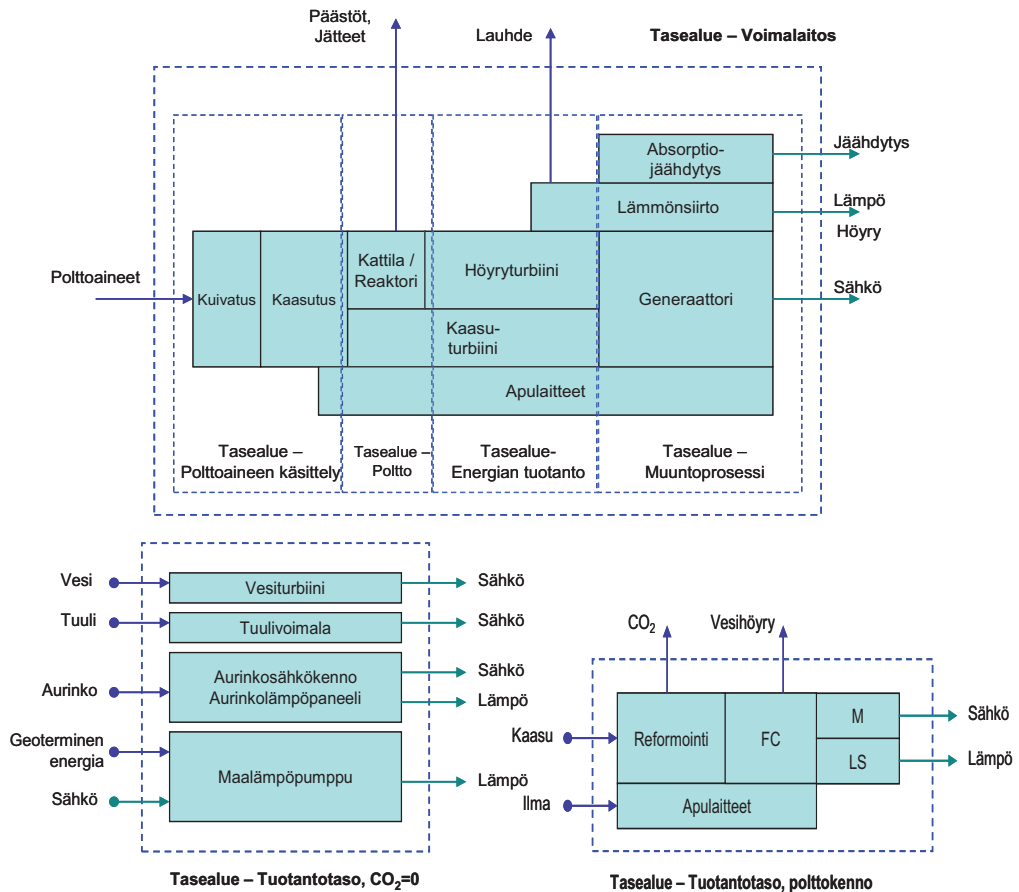 Päästöt,
Jätteet
Lauhde
Tasealue – Voimalaitos
Absorptio-
jäähdytys
Jäähdytys
Lämmönsiirto
Lämpö
Höyry
Polttoaineet
Kuivatus
Kaasutus
Kattila /
Reaktori
Höyryturbiini
Generaattori
Sähkö
Kaasu-
turbiini
Apulaitteet
Tasealue –
Polttoaineen käsittely
Tasealue –
Poltto
Tasealue-
Energian tuotanto
Tasealue –
Muuntoprosessi
Vesi
Vesiturbiini
Sähkö
Tuuli
Tuulivoimala
Sähkö
Aurinko
Aurinkosähkökenno
Aurinkolämpöpaneeli
Sähkö
Lämpö
Geoterminen
energia
Sähkö
Maalämpöpumppu
Lämpö
Tasealue – Tuotantotaso, CO₂=0
CO₂
Vesihöyry
Kaasu
Reformointi
FC
M
LS
Sähkö
Lämpö
Ilma
Apulaitteet
Tasealue – Tuotantotaso, polttokenno